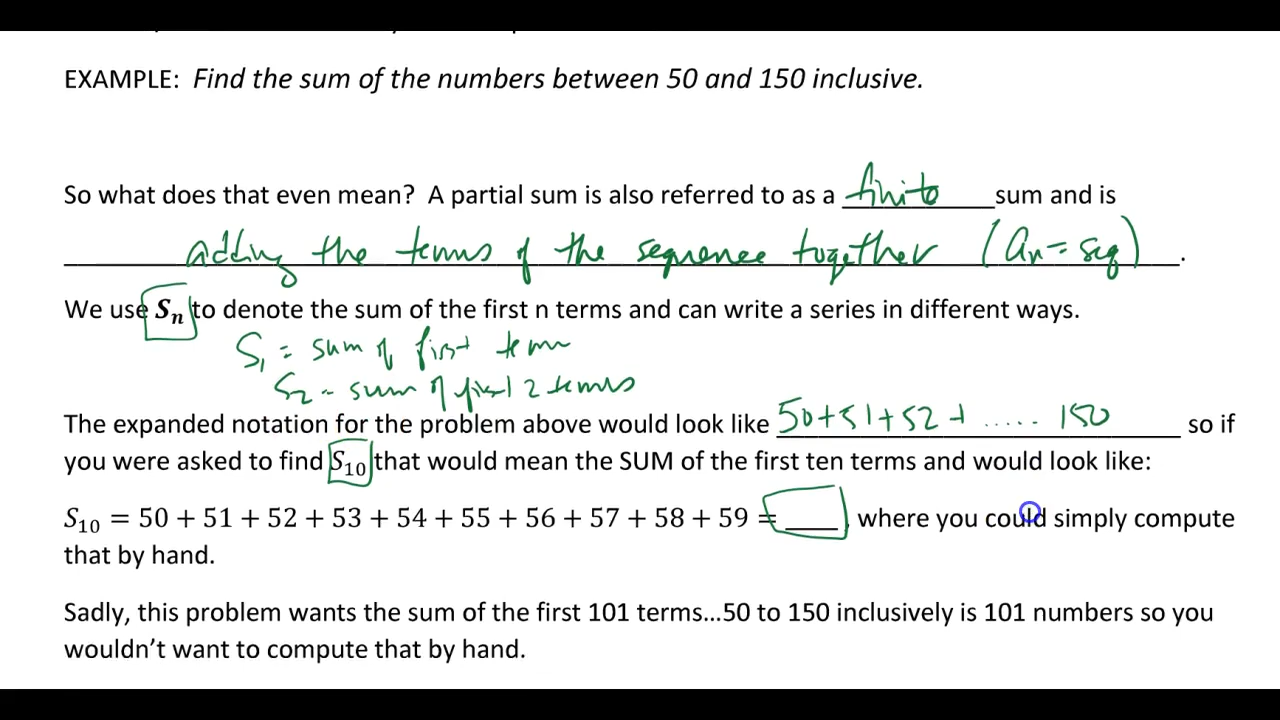 EXAMPLE: Find the sum of the numbers between 50 and 150 inclusive.
So what does that even mean? A partial sum is also referred to as a finite sum and is
adding the terms of the sequence together (an = seq).
We use Sn to denote the sum of the first n terms and can write a series in different ways.
S1 = sum of first term
S2 = sum of first 2 terms
The expanded notation for the problem above would look like 50+51+52+ ..... 150 so if
you were asked to find S10 that would mean the SUM of the first ten terms and would look like:
S10 = 50 + 51 + 52 + 53 + 54 + 55 + 56 + 57 + 58 + 59 = ____, where you could simply compute
that by hand.
Sadly, this problem wants the sum of the first 101 terms…50 to 150 inclusively is 101 numbers so you
wouldn’t want to compute that by hand.